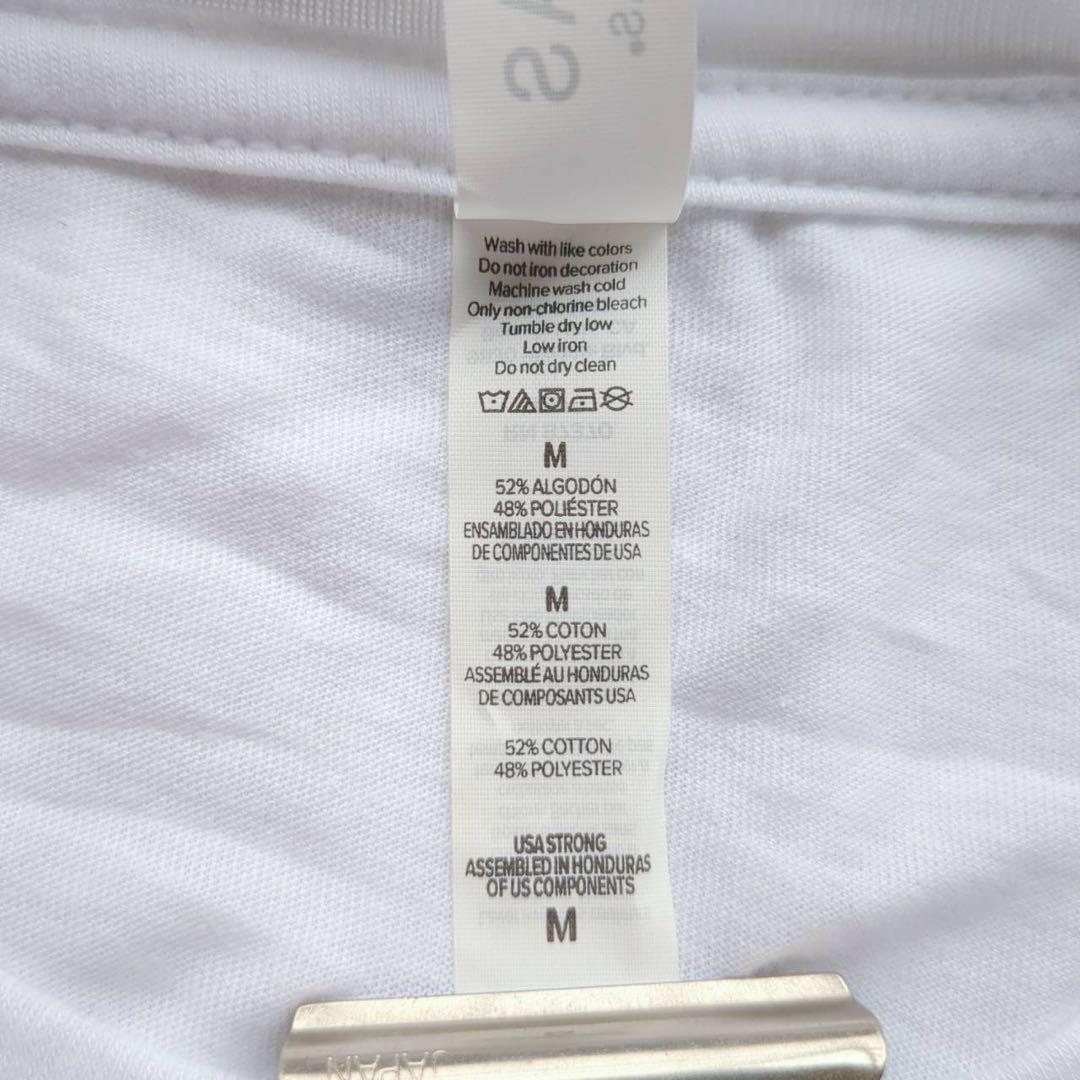 Wash with like colors
Do not iron decoration
Machine wash cold
Only non-chlorine bleach
Tumble dry low
Low iron
Do not dry clean
M
52% ALGODÓN
48% POLIÉSTER
ENSAMBLADO EN HONDURAS
DE COMPONENTES DE USA
M
52% COTON
48% POLYESTER
ASSEMBLÉ AU HONDURAS
DE COMPOSANTS USA
52% COTTON
48% POLYESTER
USA STRONG
ASSEMBLED IN HONDURAS
OF US COMPONENTS
M
JAPAN